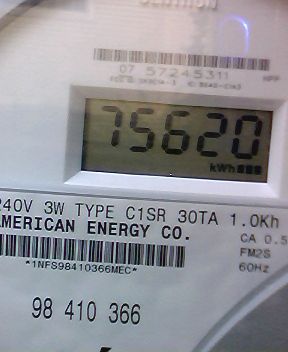 07 57245311
75620
kWh
240V 3W TYPE C1SR 30TA 1.0Kh
AMERICAN ENERGY CO.
CA 0.5
FM2S
60Hz
*1NFS98410366MEC*
98 410 366